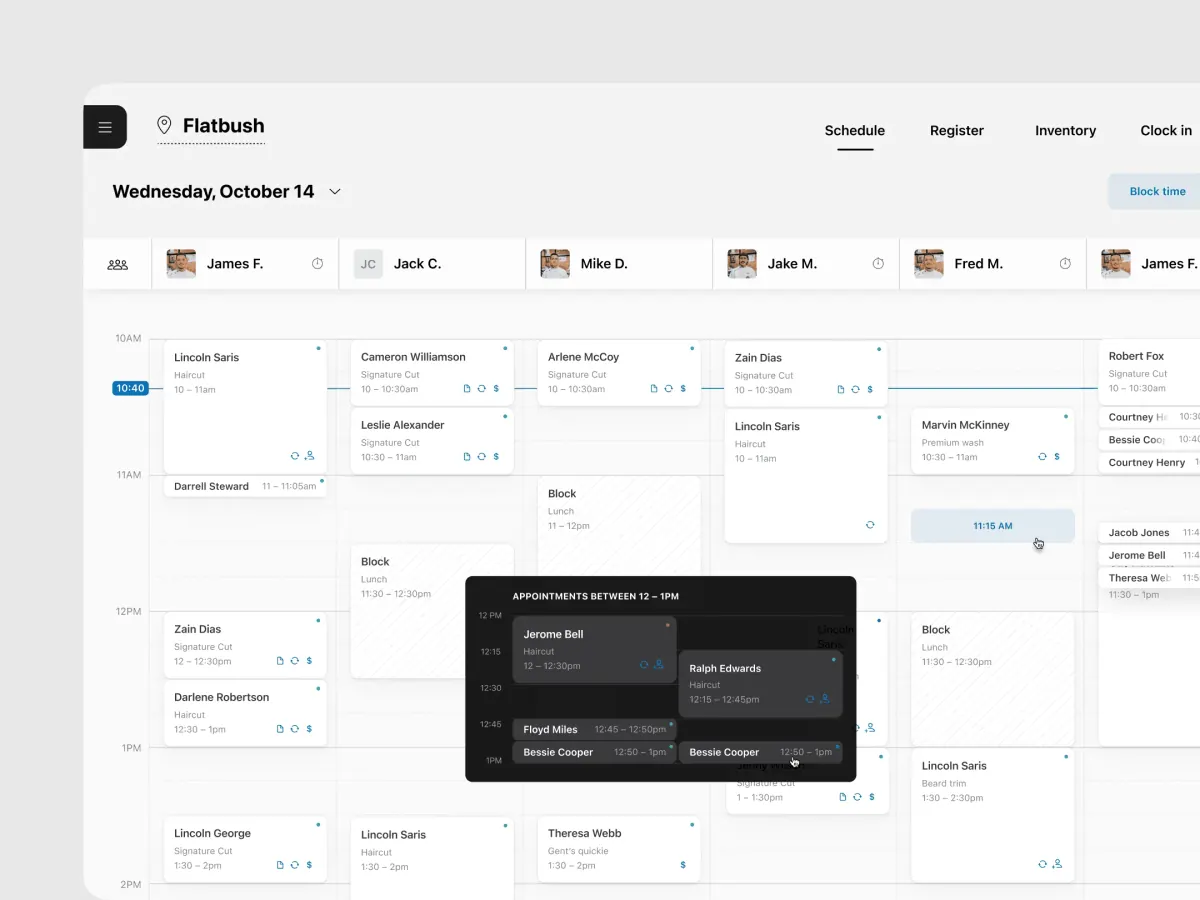 Flatbush
Schedule
Register
Inventory
Clock in
Wednesday, October 14
Block time
James F.
JC
Jack C.
Mike D.
Jake M.
Fred M.
James F.
10AM
10:40
11AM
12PM
1PM
2PM
Lincoln Saris
Haircut
10 – 11am
Darrell Steward 11 – 11:05am
Zain Dias
Signature Cut
12 – 12:30pm
$
Darlene Robertson
Haircut
12:30 – 1pm
$
Lincoln George
Signature Cut
1:30 – 2pm
$
Cameron Williamson
Signature Cut
10 – 10:30am
$
Leslie Alexander
Signature Cut
10:30 – 11am
$
Block
Lunch
11:30 – 12:30pm
Lincoln Saris
Haircut
1:30 – 2pm
Arlene McCoy
Signature Cut
10 – 10:30am
$
Block
Lunch
11 – 12pm
Theresa Webb
Gent's quickie
1:30 – 2pm
$
Zain Dias
Signature Cut
10 – 10:30am
$
Lincoln Saris
Haircut
10 – 11am
APPOINTMENTS BETWEEN 12 – 1PM
12 PM
12:15
12:30
12:45
1PM
Jerome Bell
Haircut
12 – 12:30pm
Ralph Edwards
Haircut
12:15 – 12:45pm
Floyd Miles 12:45 – 12:50pm
Bessie Cooper 12:50 – 1pm
Bessie Cooper 12:50 – 1pm
Lincoln
Saris
Signature Cut
1 – 1:30pm
$
Marvin McKinney
Premium wash
10:30 – 11am
$
11:15 AM
Block
Lunch
11:30 – 12:30pm
Lincoln Saris
Beard trim
1:30 – 2:30pm
Robert Fox
Signature Cut
10 – 10:30am
Courtney
Bessie
Courtney Henry
Jacob Jones
Jerome Bell
Theresa
11:30 – 1pm